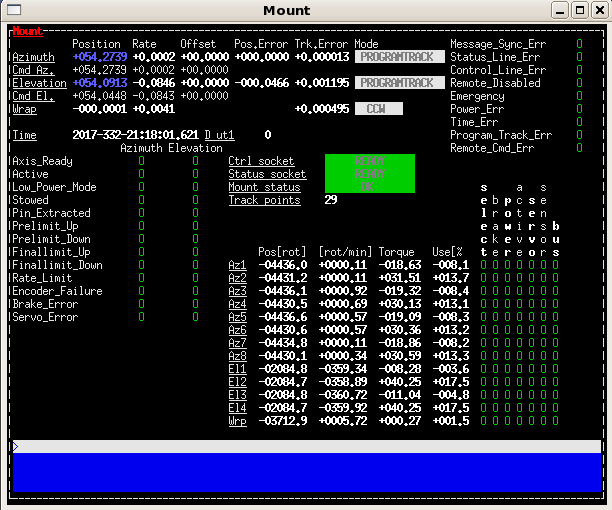 Mount
Mount
Position Rate Offset Pos.Error Trk.Error Mode Message_Sync_Err 0
Azimuth +054.2739 +0.0002 +00.0000 +000.0000 +0.000013 PROGRAMTRACK Status_Line_Err 0
Cmd Az. +054.2739 +0.0002 +00.0000 Control_Line_Err 0
Elevation +054.0913 -0.0846 +00.0000 -000.0466 +0.001195 PROGRAMTRACK Remote_Disabled 0
Cmd El. +054.0448 -0.0843 +00.0000 Emergency 0
Wrap -000.0001 +0.0041 +0.000495 CCW Power_Err 0
Time_Err 0
Time 2017-332-21:18:01.621 D_ut1 0 Program_Track_Err 0
Azimuth Elevation Remote_Cmd_Err 0
Axis_Ready 0 0 Ctrl socket READY
Active 0 0 Status socket READY
Low_Power_Mode 0 0 Mount status OK
Stowed 0 0 Track points 29
Pin_Extracted 0 0
Prelimit_Up 0 0
Prelimit_Down 0 0
Finallimit_Up 0 0
Finallimit_Down 0 0
Rate_Limit 0 0
Encoder_Failure 0 0
Brake_Error 0 0
Servo_Error 0 0
Pos[rot] [rot/min] Torque Use[%
Az1 -04436.0 +0000.11 -018.63 -008.1 0 0 0 0 0 0 0
Az2 -04431.2 +0000.11 +031.51 +013.7 0 0 0 0 0 0 0
Az3 -04436.1 +0000.92 -019.32 -008.4 0 0 0 0 0 0 0
Az4 -04430.5 +0000.69 +030.13 +013.1 0 0 0 0 0 0 0
Az5 -04436.6 +0000.57 -019.09 -008.3 0 0 0 0 0 0 0
Az6 -04430.6 +0000.57 +030.36 +013.2 0 0 0 0 0 0 0
Az7 -04434.8 +0000.11 -018.86 -008.2 0 0 0 0 0 0 0
Az8 -04430.1 +0000.34 +030.59 +013.3 0 0 0 0 0 0 0
El1 -02084.8 -0359.34 -008.28 -003.6 0 0 0 0 0 0 0
El2 -02084.7 -0358.89 +040.25 +017.5 0 0 0 0 0 0 0
El3 -02084.8 -0360.72 -011.04 -004.8 0 0 0 0 0 0 0
El4 -02084.7 -0359.92 +040.25 +017.5 0 0 0 0 0 0 0
Wrp -03712.9 +0005.72 +000.27 +001.5 0 0 0 0 0 0 0
>